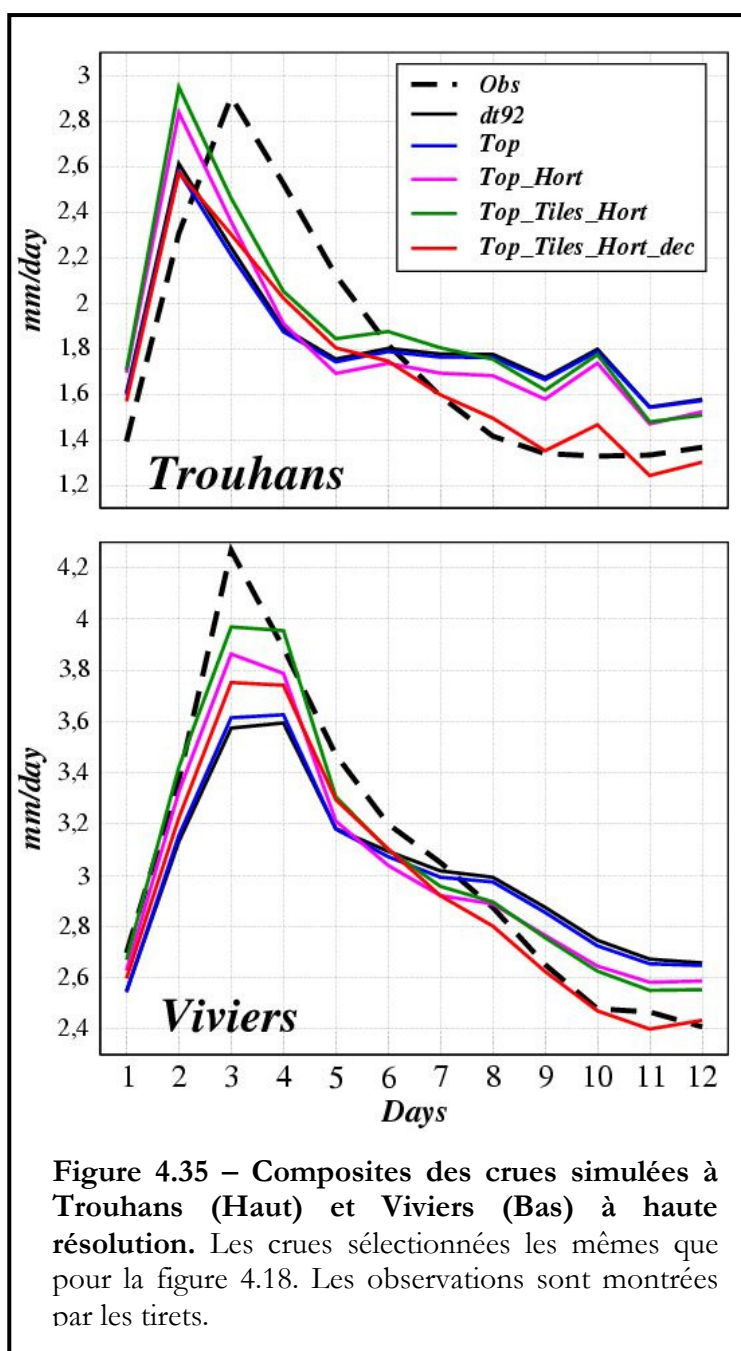 3
2,8
2,6
2,4
2,2
2
1,8
1,6
1,4
1,2
mm/day
Obs
dt92
Top
Top_Hort
Top_Tiles_Hort
Top_Tiles_Hort_dec
Trouhans
4,2
4
3,8
3,6
3,4
3,2
3
2,8
2,6
2,4
mm/day
Viviers
1 2 3 4 5 6 7 8 9 10 11 12
Days
Figure 4.35 – Composites des crues simulées à
Trouhans (Haut) et Viviers (Bas) à haute
résolution. Les crues sélectionnées les mêmes que
pour la figure 4.18. Les observations sont montrées
par les tirets.